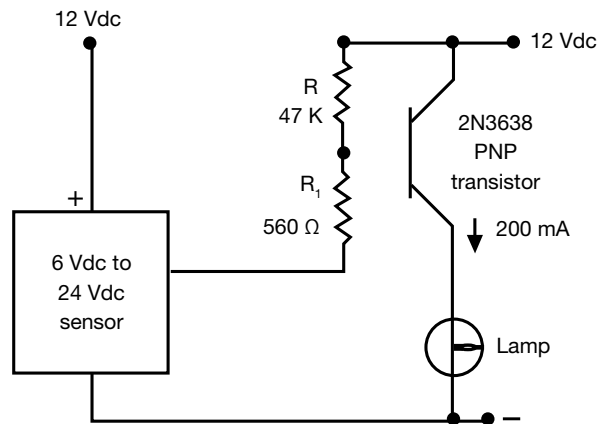 12 Vdc
12 Vdc
R
47 K
2N3638
PNP
transistor
R₁
560 Ω
+
200 mA
6 Vdc to
24 Vdc
sensor
Lamp
–